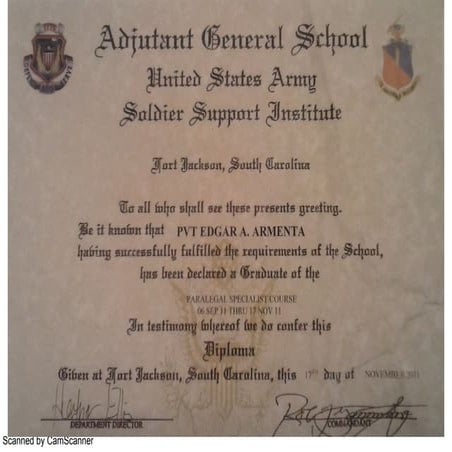 Adjutant General School
United States Army
Soldier Support Institute
Fort Jackson, South Carolina
To all who shall see these presents greeting.
Be it known that PVT EDGAR A. ARMENTA
having successfully fulfilled the requirements of the School,
has been declared a Graduate of the
PARALEGAL SPECIALIST COURSE
06 SEP 11 THRU 17 NOV 11
In testimony whereof we do confer this
Diploma
Given at Fort Jackson, South Carolina, this 17th day of NOVEMBER 2011
DEPARTMENT DIRECTOR COMMANDANT
Scanned by CamScanner